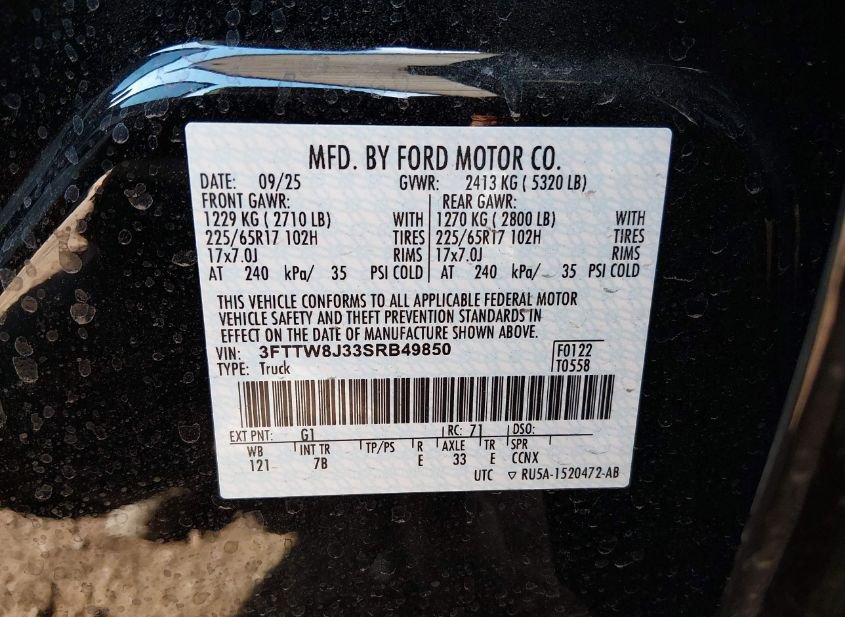 MFD. BY FORD MOTOR CO.
DATE: 09/25 GVWR: 2413 KG ( 5320 LB)
FRONT GAWR: REAR GAWR:
1229 KG ( 2710 LB) WITH 1270 KG ( 2800 LB) WITH
225/65R17 102H TIRES 225/65R17 102H TIRES
17x7.0J RIMS 17x7.0J RIMS
AT 240 kPa/ 35 PSI COLD AT 240 kPa/ 35 PSI COLD
THIS VEHICLE CONFORMS TO ALL APPLICABLE FEDERAL MOTOR
VEHICLE SAFETY AND THEFT PREVENTION STANDARDS IN
EFFECT ON THE DATE OF MANUFACTURE SHOWN ABOVE.
VIN: 3FTTW8J33SRB49850 F0122
TYPE: Truck T0558
EXT PNT: G1 RC: 71 DSO:
WB INT TR TP/PS R AXLE TR SPR
121 7B E 33 E CCNX
UTC ▽ RU5A-1520472-AB